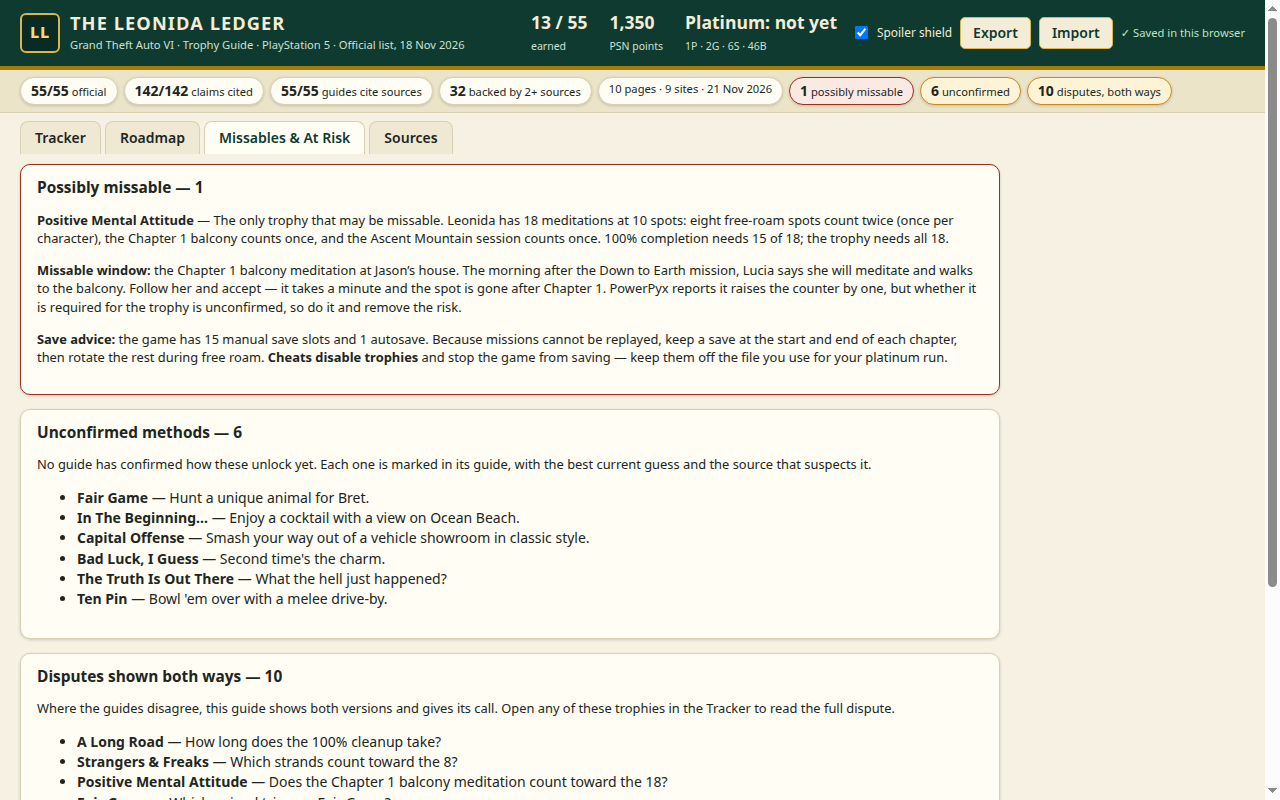 LL
THE LEONIDA LEDGER
Grand Theft Auto VI · Trophy Guide · PlayStation 5 · Official list, 18 Nov 2026
13 / 55
earned
1,350
PSN points
Platinum: not yet
1P · 2G · 6S · 46B
Spoiler shield
Export
Import
✓ Saved in this browser
55/55 official
142/142 claims cited
55/55 guides cite sources
32 backed by 2+ sources
10 pages · 9 sites · 21 Nov 2026
1 possibly missable
6 unconfirmed
10 disputes, both ways
Tracker
Roadmap
Missables & At Risk
Sources
Possibly missable — 1
Positive Mental Attitude — The only trophy that may be missable. Leonida has 18 meditations at 10 spots: eight free-roam spots count twice (once per
character), the Chapter 1 balcony counts once, and the Ascent Mountain session counts once. 100% completion needs 15 of 18; the trophy needs all 18.
Missable window: the Chapter 1 balcony meditation at Jason’s house. The morning after the Down to Earth mission, Lucia says she will meditate and walks
to the balcony. Follow her and accept — it takes a minute and the spot is gone after Chapter 1. PowerPyx reports it raises the counter by one, but whether it
is required for the trophy is unconfirmed, so do it and remove the risk.
Save advice: the game has 15 manual save slots and 1 autosave. Because missions cannot be replayed, keep a save at the start and end of each chapter,
then rotate the rest during free roam. Cheats disable trophies and stop the game from saving — keep them off the file you use for your platinum run.
Unconfirmed methods — 6
No guide has confirmed how these unlock yet. Each one is marked in its guide, with the best current guess and the source that suspects it.
• Fair Game — Hunt a unique animal for Bret.
• In The Beginning... — Enjoy a cocktail with a view on Ocean Beach.
• Capital Offense — Smash your way out of a vehicle showroom in classic style.
• Bad Luck, I Guess — Second time's the charm.
• The Truth Is Out There — What the hell just happened?
• Ten Pin — Bowl 'em over with a melee drive-by.
Disputes shown both ways — 10
Where the guides disagree, this guide shows both versions and gives its call. Open any of these trophies in the Tracker to read the full dispute.
• A Long Road — How long does the 100% cleanup take?
• Strangers & Freaks — Which strands count toward the 8?
• Positive Mental Attitude — Does the Chapter 1 balcony meditation count toward the 18?